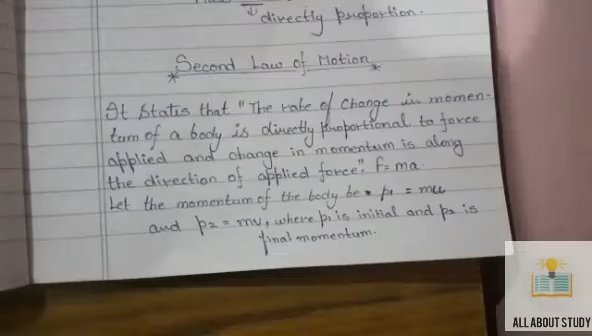 directly proportion.
*Second Law of Motion*
It states that "The rate of change in momen-
tum of a body is directly proportional to force
applied and change in momentum is along
the direction of applied force". F=ma.
Let the momentum of the body be p₁ = mu
and p₂ = mv, where p₁ is initial and p₂ is
final momentum.
ALL ABOUT STUDY